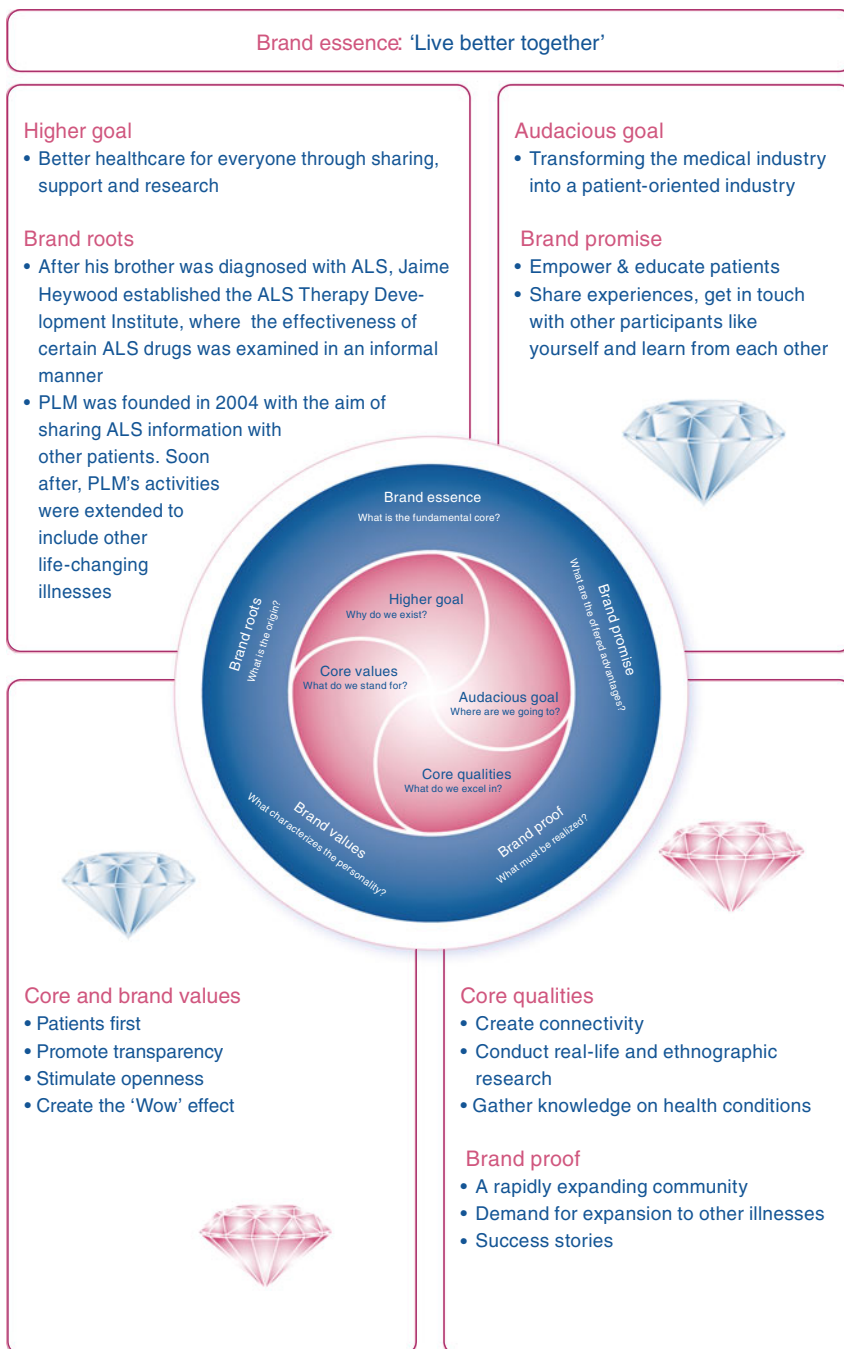 Brand essence: ‘Live better together’
Higher goal
• Better healthcare for everyone through sharing,
support and research
Brand roots
• After his brother was diagnosed with ALS, Jaime
Heywood established the ALS Therapy Deve-
lopment Institute, where the effectiveness of
certain ALS drugs was examined in an informal
manner
• PLM was founded in 2004 with the aim of
sharing ALS information with
other patients. Soon
after, PLM’s activities
were extended to
include other
life-changing
illnesses
Audacious goal
• Transforming the medical industry
into a patient-oriented industry
Brand promise
• Empower & educate patients
• Share experiences, get in touch
with other participants like
yourself and learn from each other
Brand essence
What is the fundamental core?
Brand promise
What are the offered advantages?
Brand proof
What must be realized?
Brand values
What characterizes the personality?
Brand roots
What is the origin?
Higher goal
Why do we exist?
Core values
What do we stand for?
Audacious goal
Where are we going to?
Core qualities
What do we excel in?
Core and brand values
• Patients first
• Promote transparency
• Stimulate openness
• Create the ‘Wow’ effect
Core qualities
• Create connectivity
• Conduct real-life and ethnographic
research
• Gather knowledge on health conditions
Brand proof
• A rapidly expanding community
• Demand for expansion to other illnesses
• Success stories